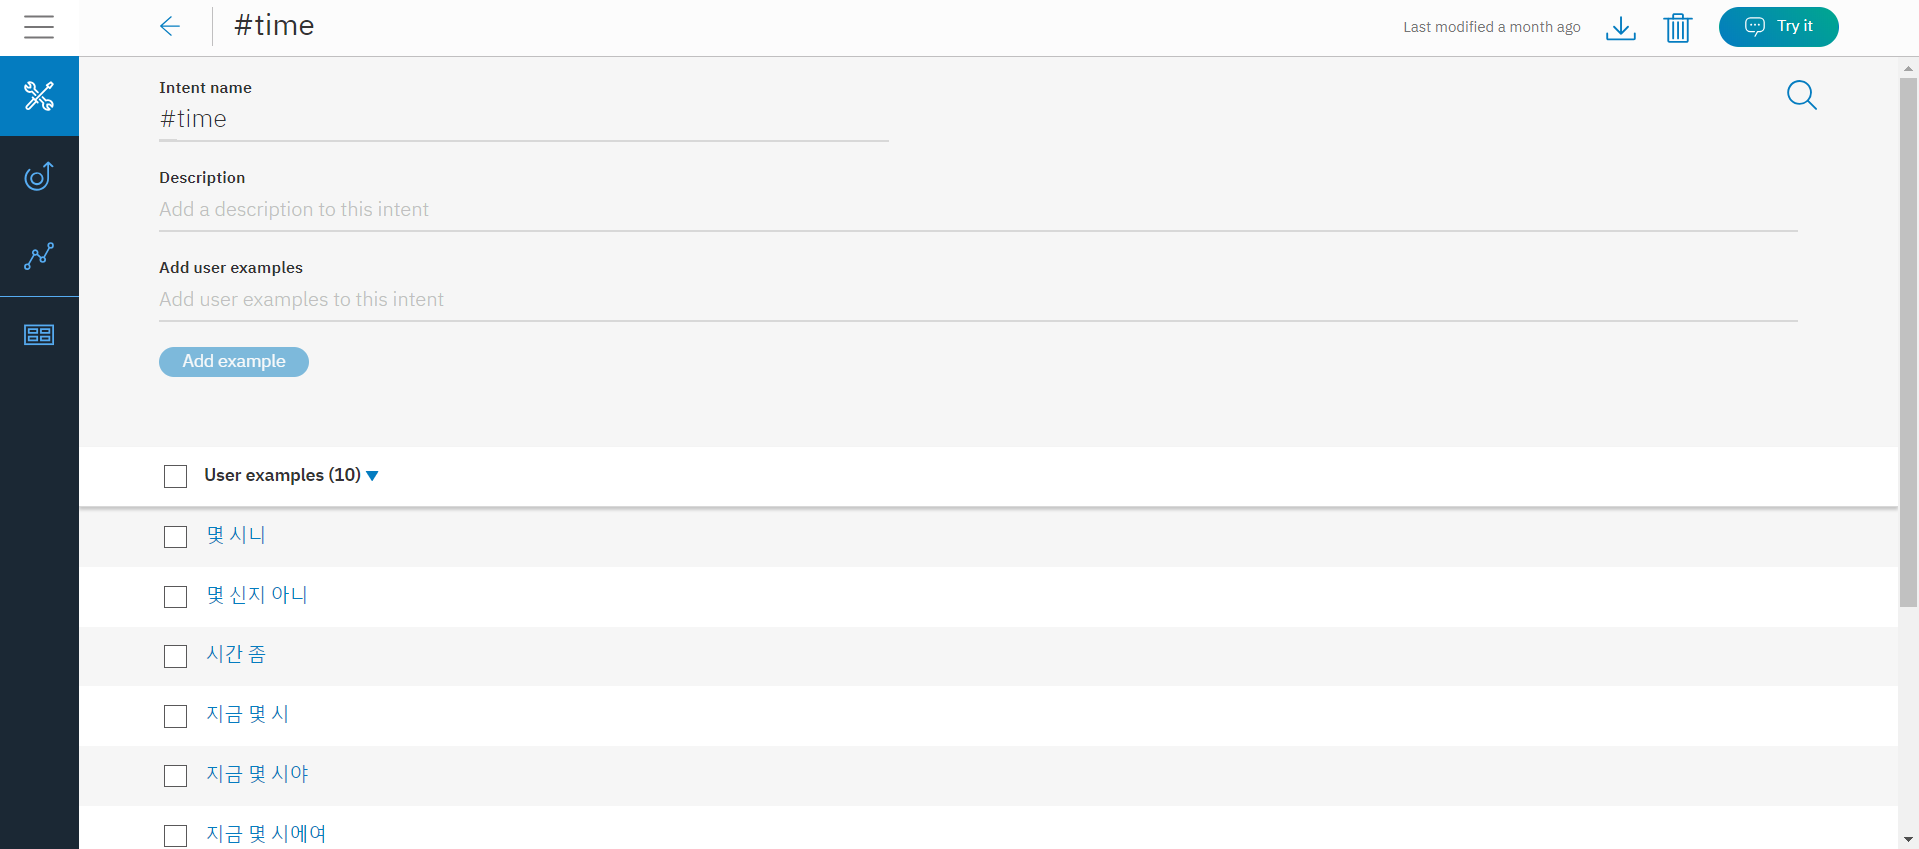 #time
Last modified a month ago
Try it
Intent name
#time
Description
Add a description to this intent
Add user examples
Add user examples to this intent
Add example
User examples (10)
몇 시니
몇 신지 아니
시간 좀
지금 몇 시
지금 몇 시야
지금 몇 시에여